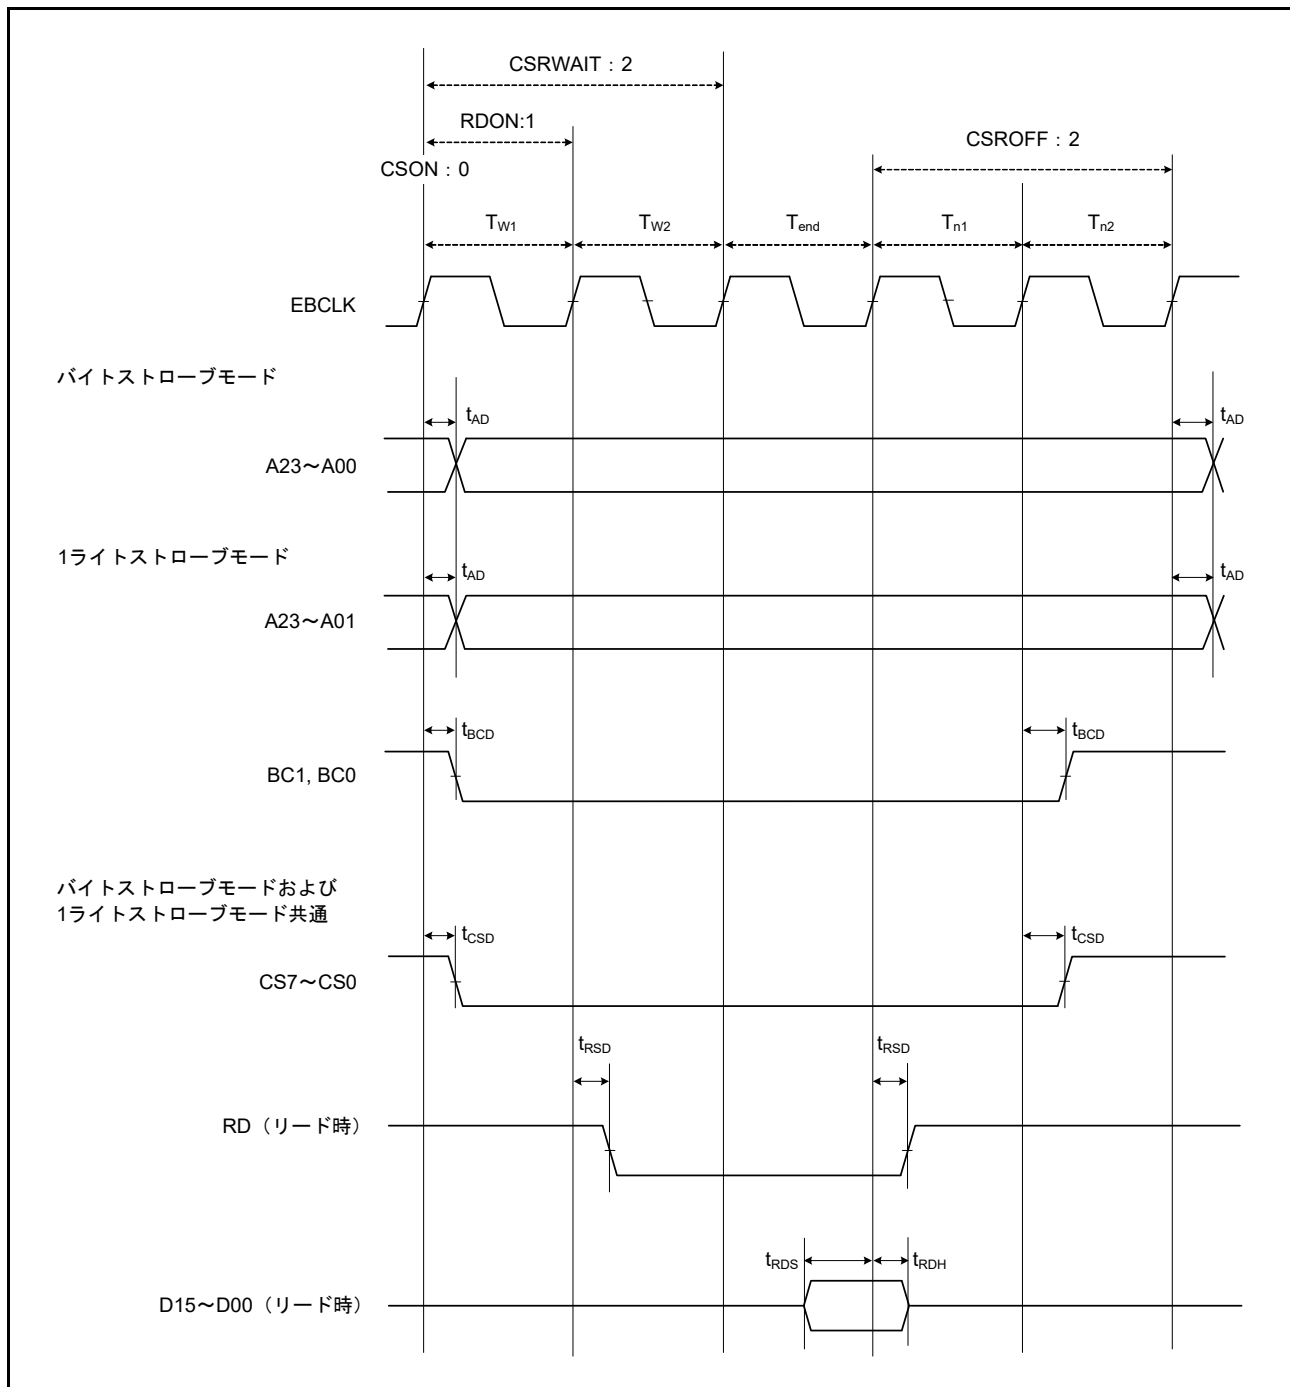 CSRWAIT：2
RDON:1
CSROFF：2
CSON：0
TW1 TW2 Tend Tn1 Tn2
EBCLK
バイトストローブモード
tAD tAD
A23～A00
1ライトストローブモード
tAD tAD
A23～A01
tBCD tBCD
BC1, BC0
バイトストローブモードおよび
1ライトストローブモード共通
tCSD tCSD
CS7～CS0
tRSD tRSD
RD（リード時）
tRDS tRDH
D15～D00（リード時）